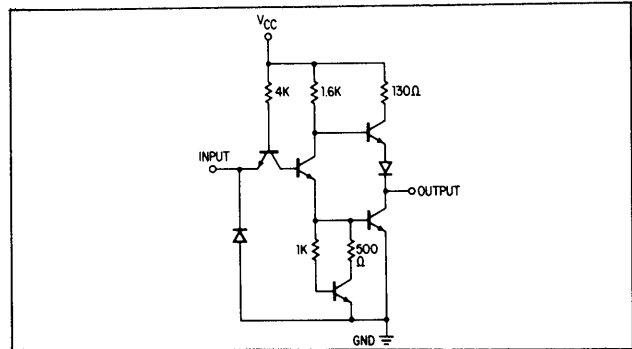 VCC
4K
1.6K
130Ω
INPUT
OUTPUT
1K
500
Ω
GND